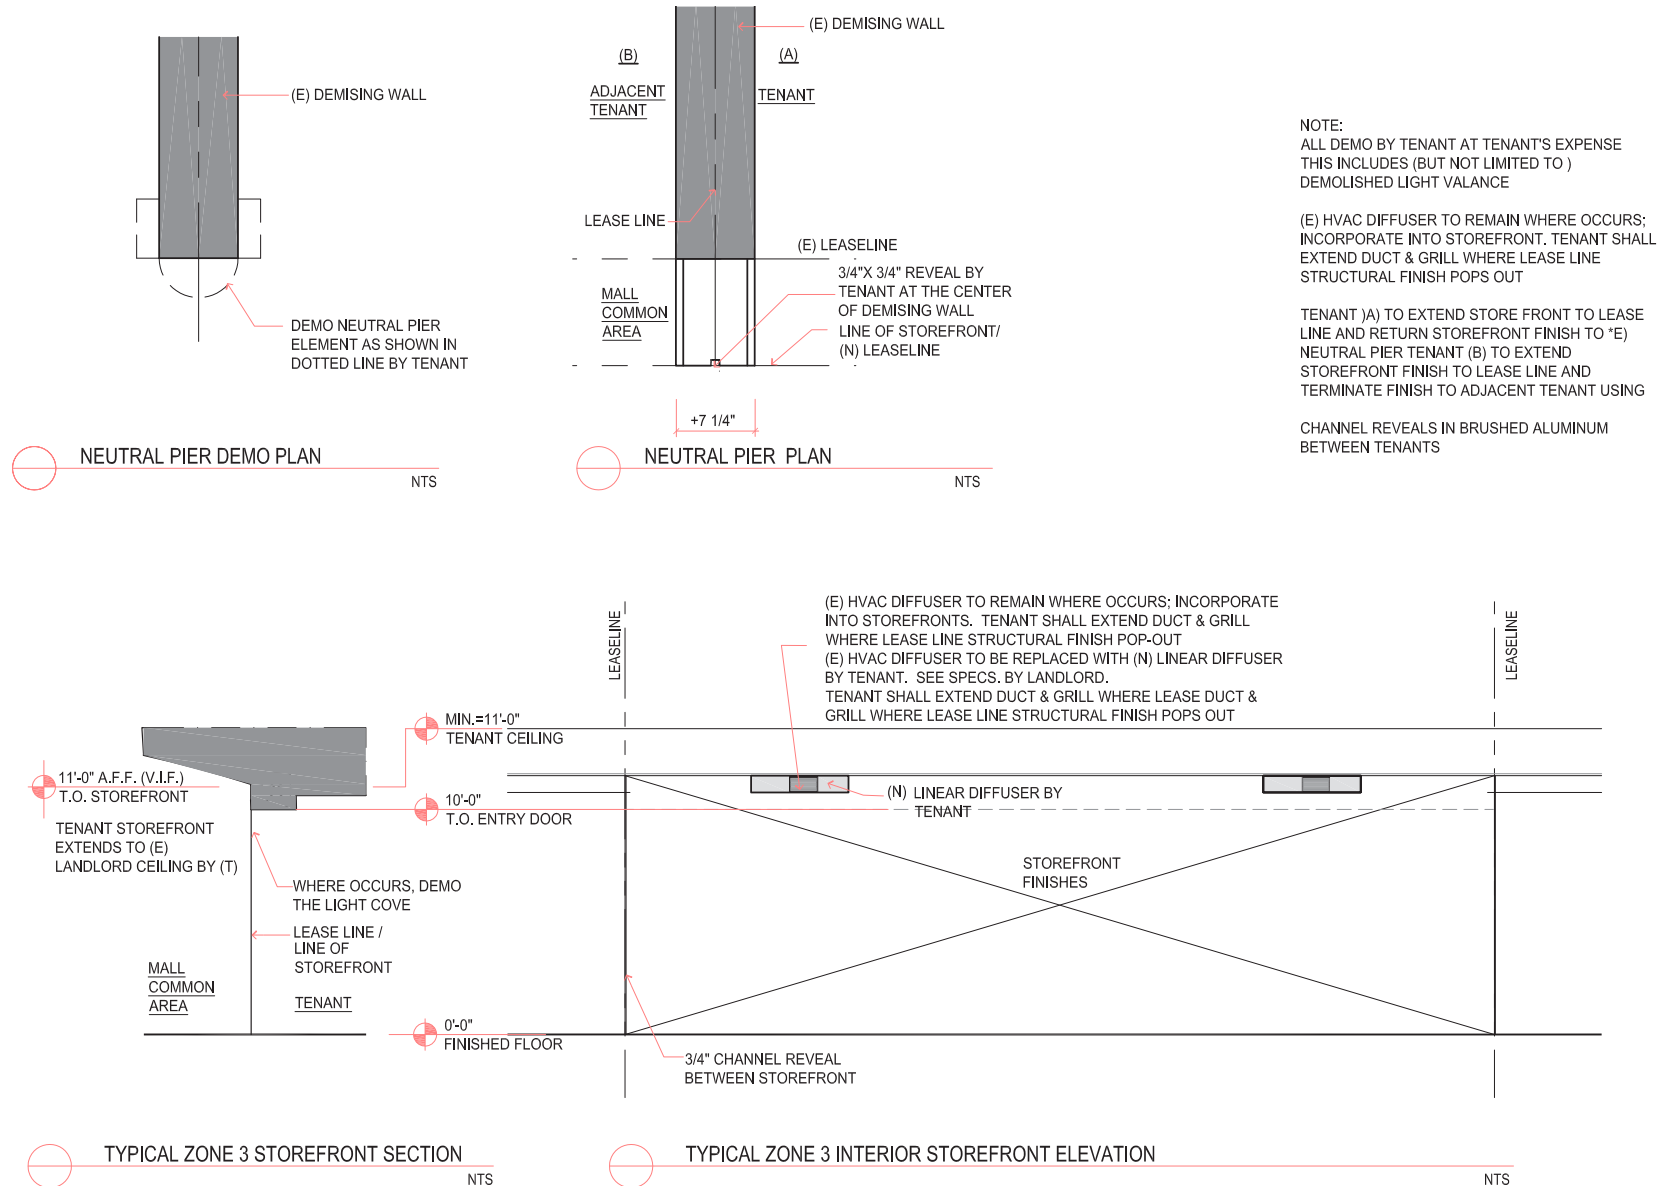 (E) DEMISING WALL
DEMO NEUTRAL PIER
ELEMENT AS SHOWN IN
DOTTED LINE BY TENANT
NEUTRAL PIER DEMO PLAN
NTS
(E) DEMISING WALL
(B)
(A)
ADJACENT
TENANT
TENANT
LEASE LINE
(E) LEASELINE
3/4"X 3/4" REVEAL BY
TENANT AT THE CENTER
OF DEMISING WALL
LINE OF STOREFRONT/
(N) LEASELINE
MALL
COMMON
AREA
+7 1/4"
NEUTRAL PIER PLAN
NTS
NOTE:
ALL DEMO BY TENANT AT TENANT'S EXPENSE
THIS INCLUDES (BUT NOT LIMITED TO )
DEMOLISHED LIGHT VALANCE
(E) HVAC DIFFUSER TO REMAIN WHERE OCCURS;
INCORPORATE INTO STOREFRONT. TENANT SHALL
EXTEND DUCT & GRILL WHERE LEASE LINE
STRUCTURAL FINISH POPS OUT
TENANT )A) TO EXTEND STORE FRONT TO LEASE
LINE AND RETURN STOREFRONT FINISH TO *E)
NEUTRAL PIER TENANT (B) TO EXTEND
STOREFRONT FINISH TO LEASE LINE AND
TERMINATE FINISH TO ADJACENT TENANT USING
CHANNEL REVEALS IN BRUSHED ALUMINUM
BETWEEN TENANTS
11'-0" A.F.F. (V.I.F.)
T.O. STOREFRONT
TENANT STOREFRONT
EXTENDS TO (E)
LANDLORD CEILING BY (T)
WHERE OCCURS, DEMO
THE LIGHT COVE
LEASE LINE /
LINE OF
STOREFRONT
MALL
COMMON
AREA
TENANT
MIN.=11'-0"
TENANT CEILING
10'-0"
T.O. ENTRY DOOR
0'-0"
FINISHED FLOOR
TYPICAL ZONE 3 STOREFRONT SECTION
NTS
LEASELINE
(E) HVAC DIFFUSER TO REMAIN WHERE OCCURS; INCORPORATE
INTO STOREFRONTS. TENANT SHALL EXTEND DUCT & GRILL
WHERE LEASE LINE STRUCTURAL FINISH POP-OUT
(E) HVAC DIFFUSER TO BE REPLACED WITH (N) LINEAR DIFFUSER
BY TENANT. SEE SPECS. BY LANDLORD.
TENANT SHALL EXTEND DUCT & GRILL WHERE LEASE DUCT &
GRILL WHERE LEASE LINE STRUCTURAL FINISH POPS OUT
LEASELINE
(N) LINEAR DIFFUSER BY
TENANT
STOREFRONT
FINISHES
3/4" CHANNEL REVEAL
BETWEEN STOREFRONT
TYPICAL ZONE 3 INTERIOR STOREFRONT ELEVATION
NTS